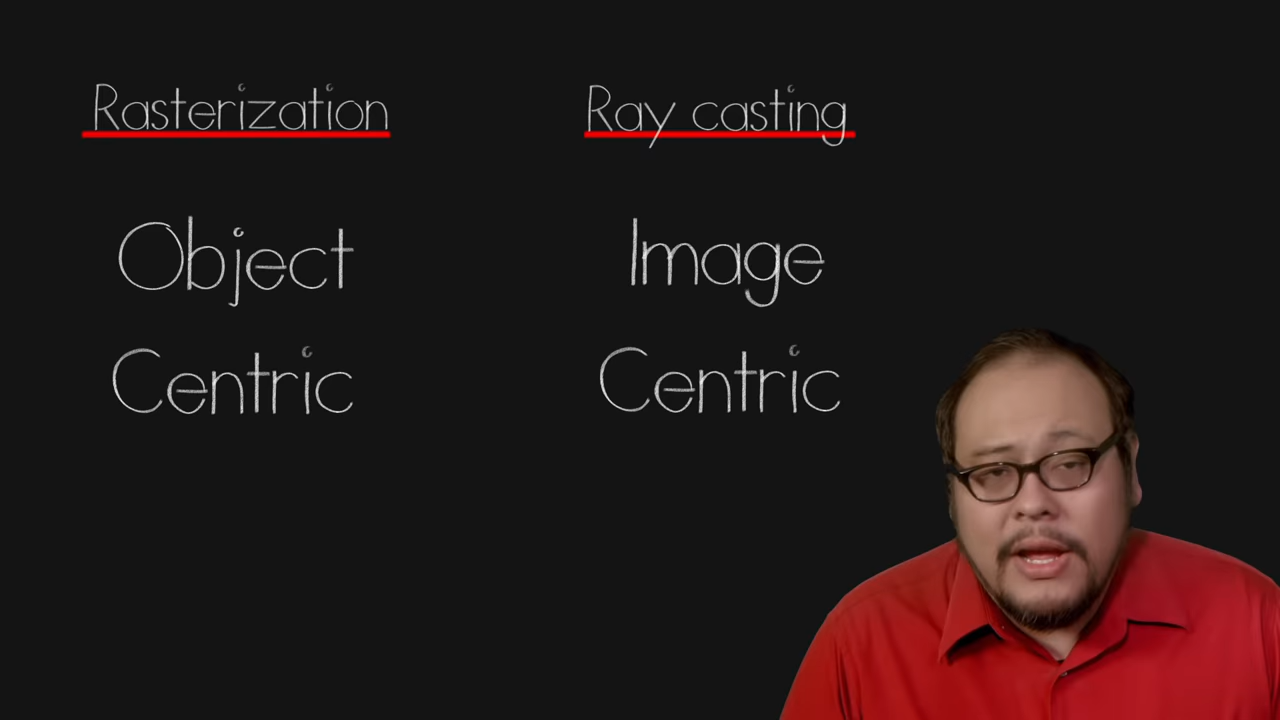 Rasterization
Ray casting
Object
Centric
Image
Centric